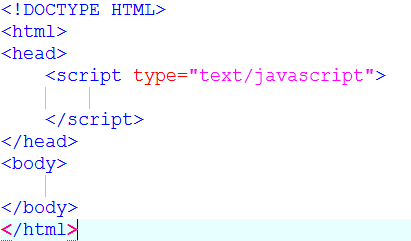 <!DOCTYPE HTML>
<html>
<head>
    <script type="text/javascript">

    </script>
</head>
<body>

</body>
</html>